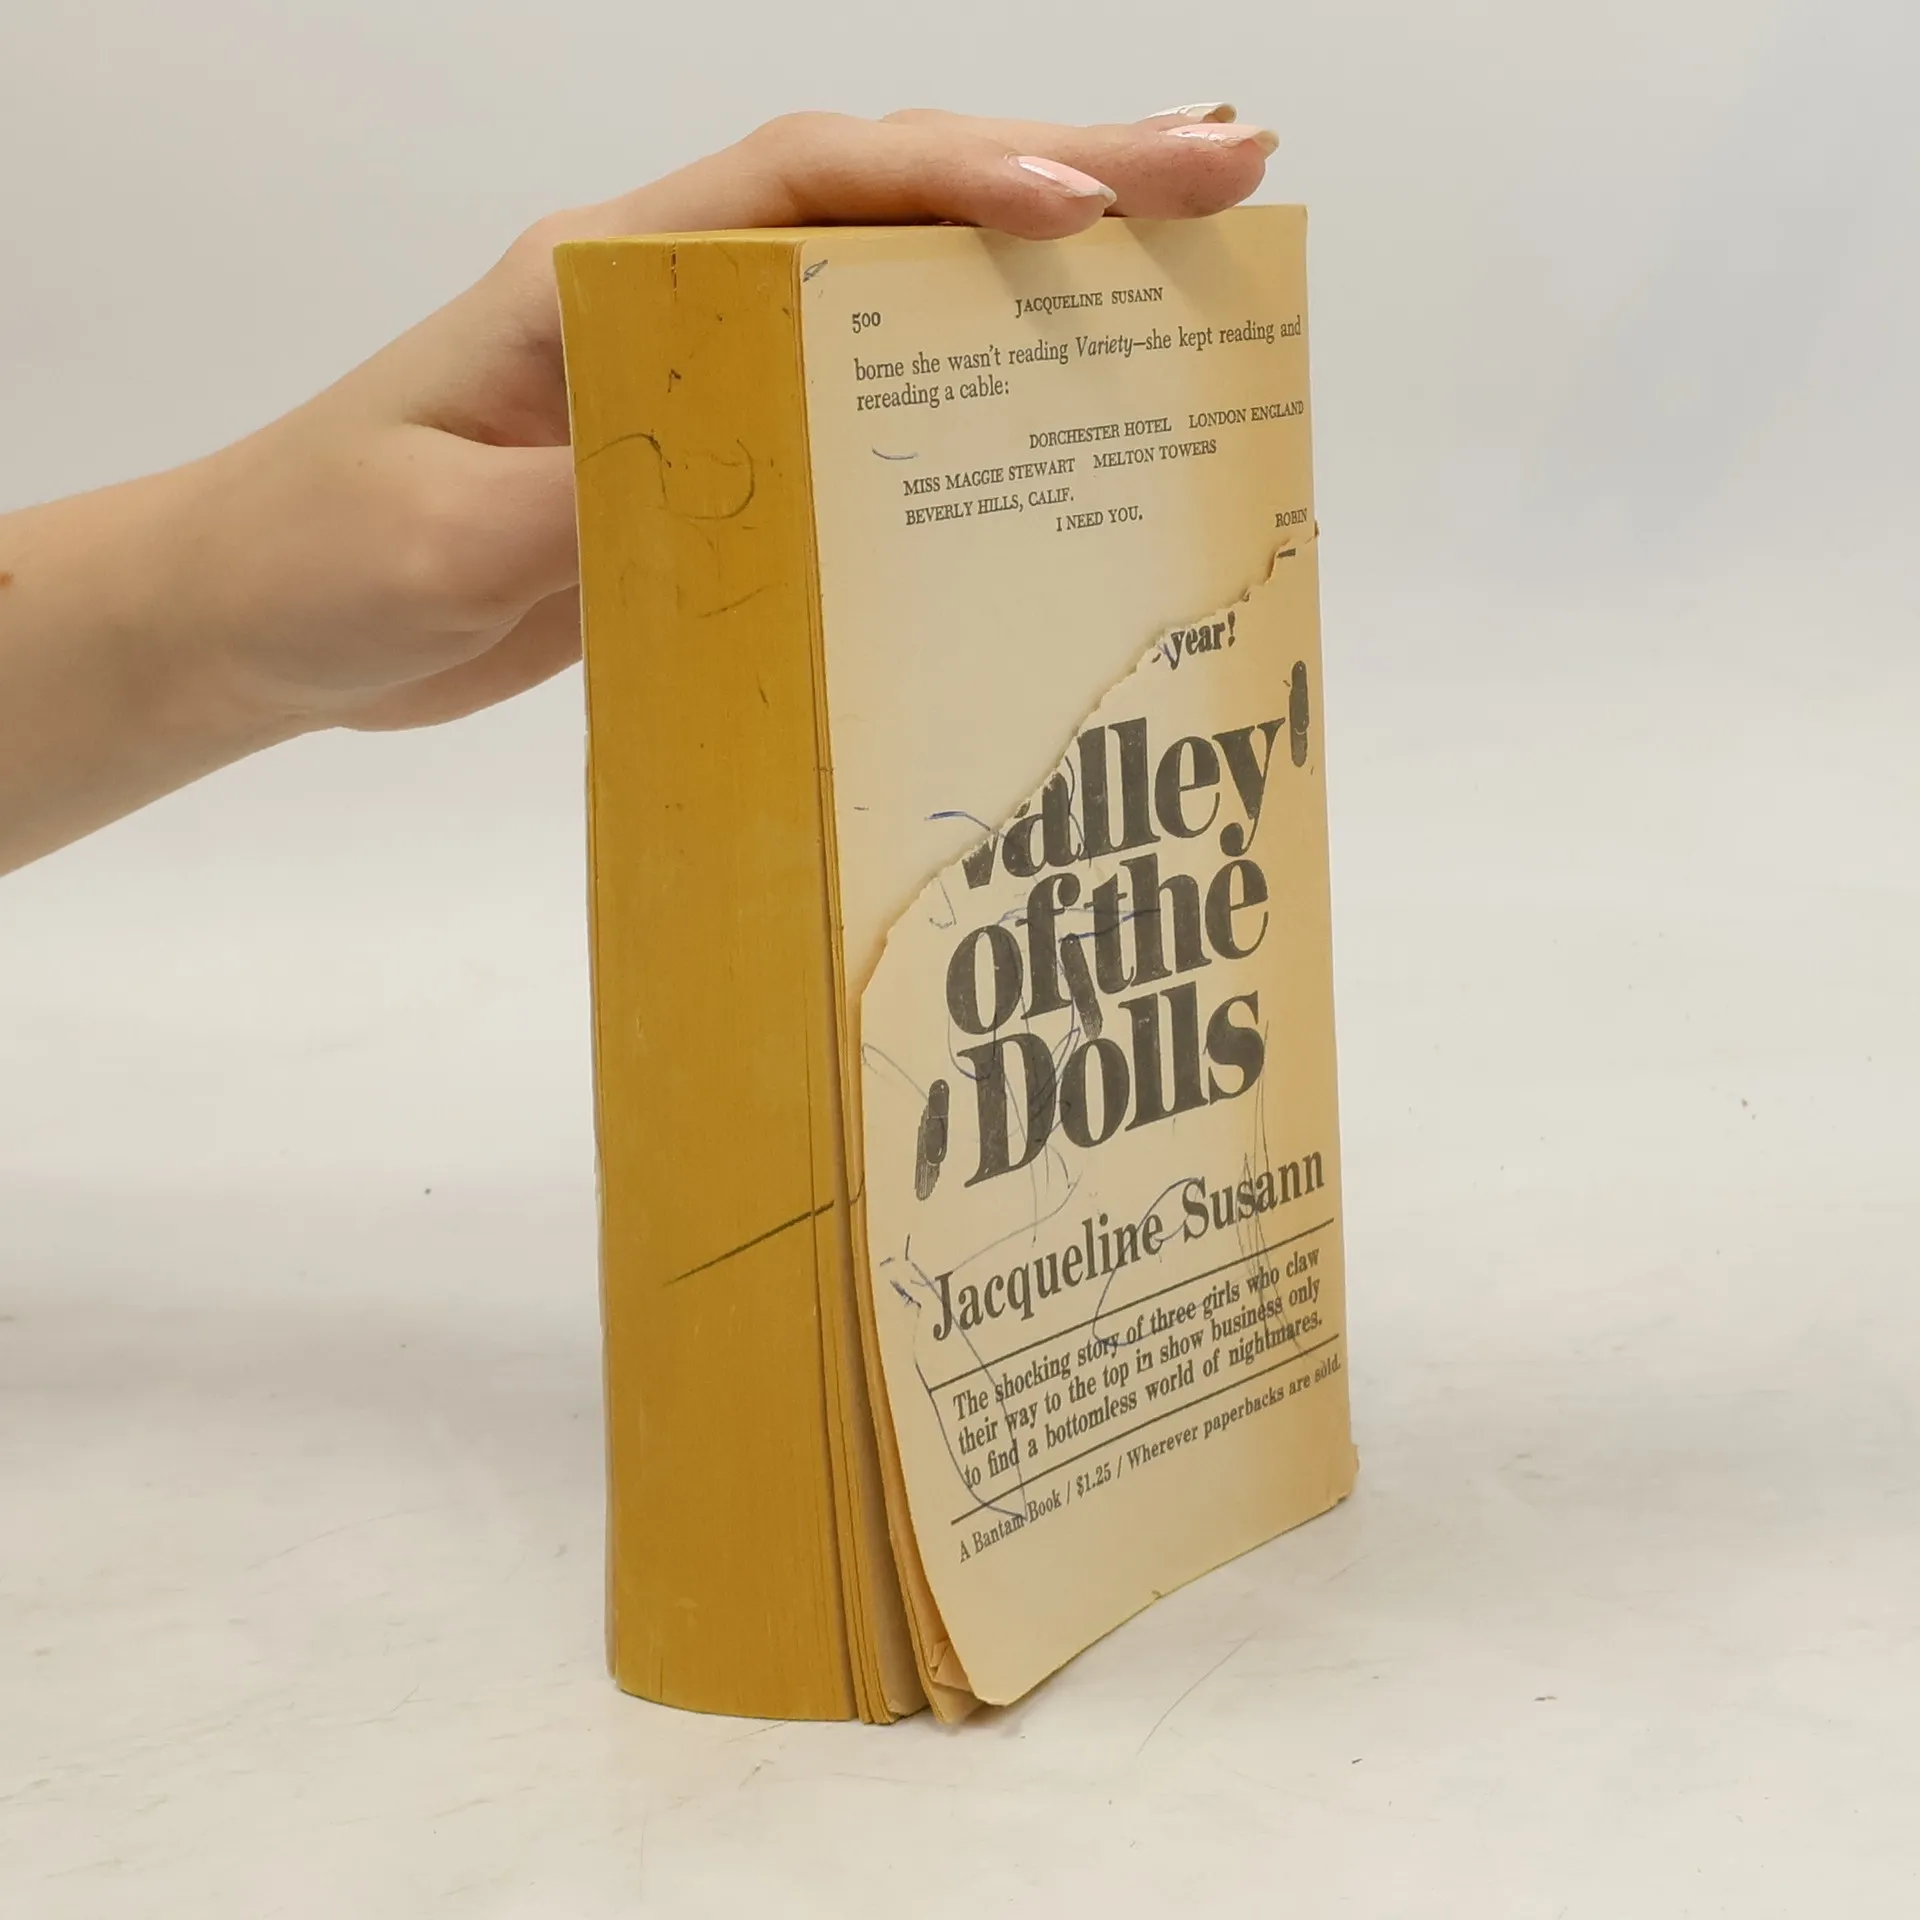 500 JACQUELINE SUSANN
borne she wasn't reading Variety—she kept reading and
rereading a cable:
DORCHESTER HOTEL LONDON ENGLAND
MISS MAGGIE STEWART MELTON TOWERS
BEVERLY HILLS, CALIF.
I NEED YOU.
ROBIN
year!
Valley
of the
Dolls
Jacqueline Susann
The shocking story of three girls who claw
their way to the top in show business only
to find a bottomless world of nightmares.
A Bantam Book / $1.25 / Wherever paperbacks are sold.